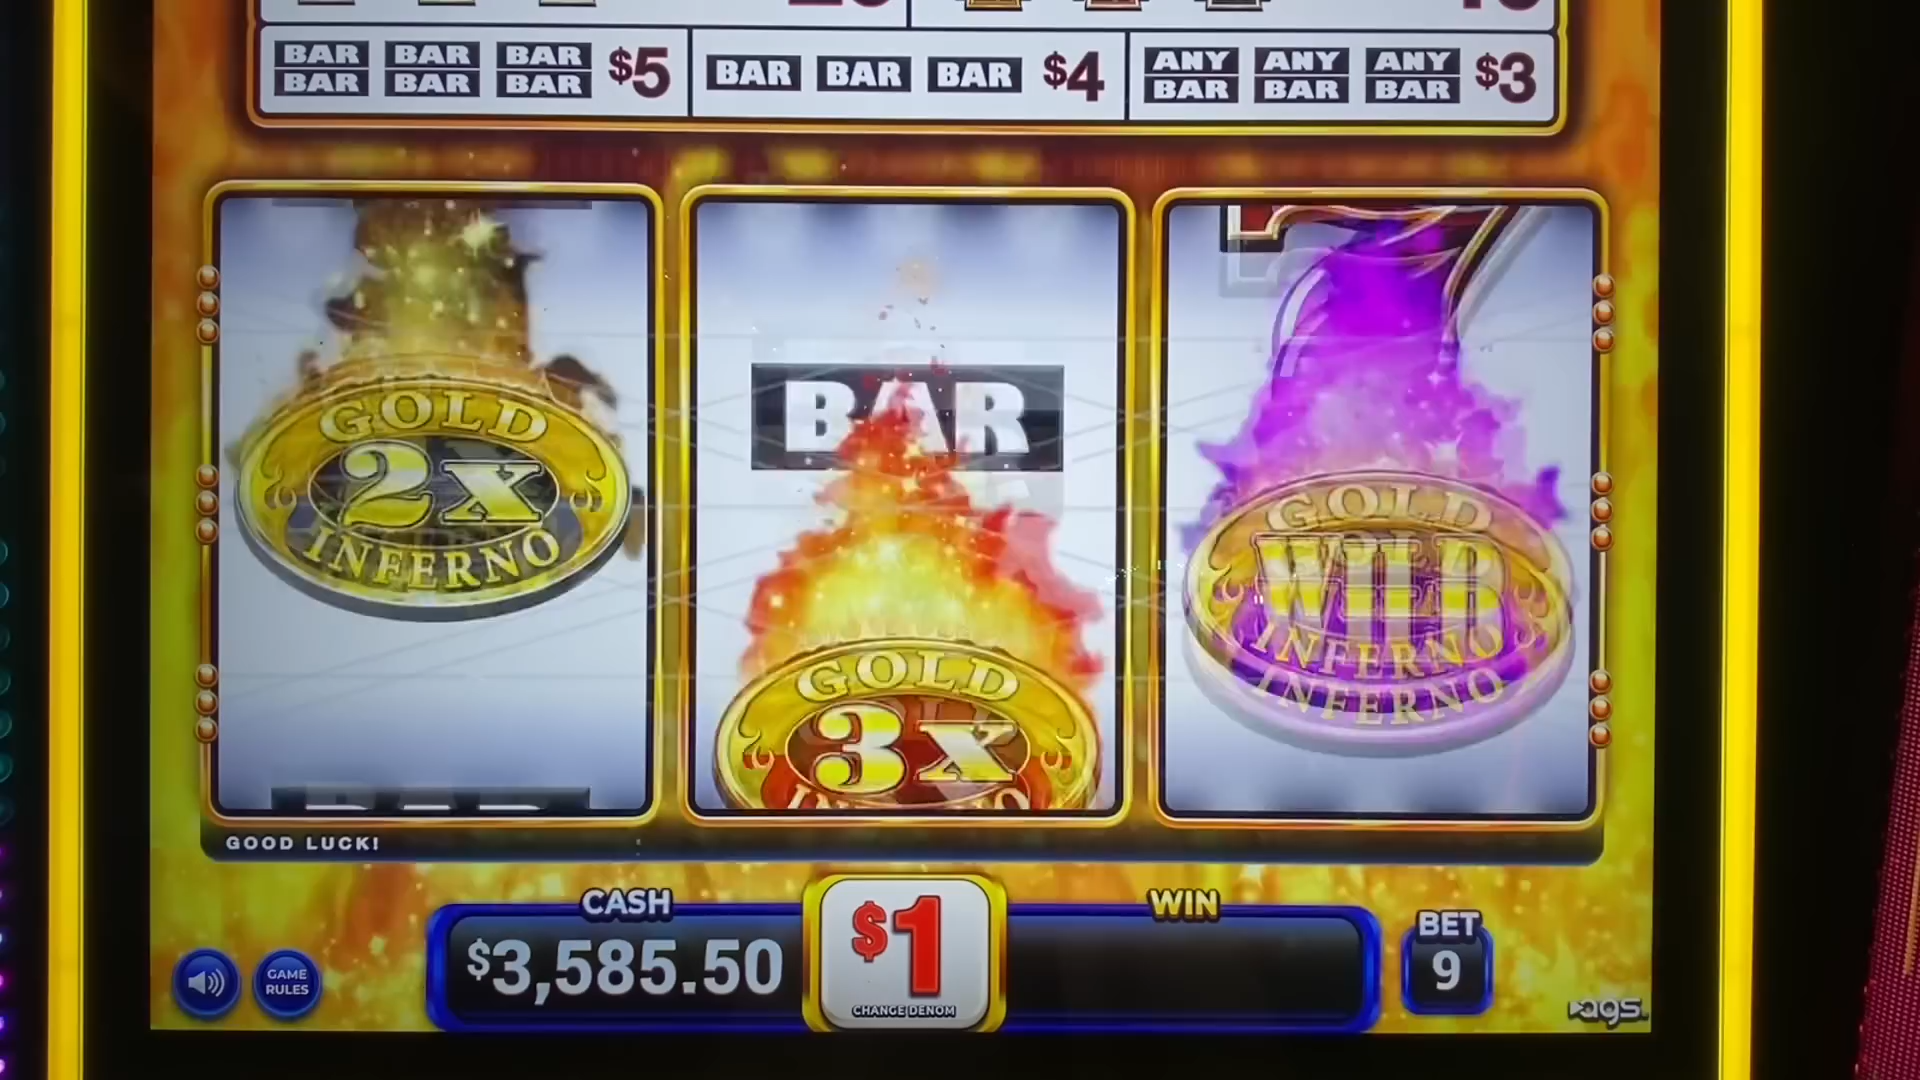 BAR BAR BAR
BAR BAR BAR
$5
BAR BAR BAR $4
ANY ANY ANY
BAR BAR BAR
$3
GOLD
2x
INFERNO
BAR
GOLD
3x
GOLD
WILD
INFERNO
INFERNO
GOOD LUCK!
CASH
$3,585.50
$1
CHANGE DENOM
WIN
BET
9
GAME
RULES
ags